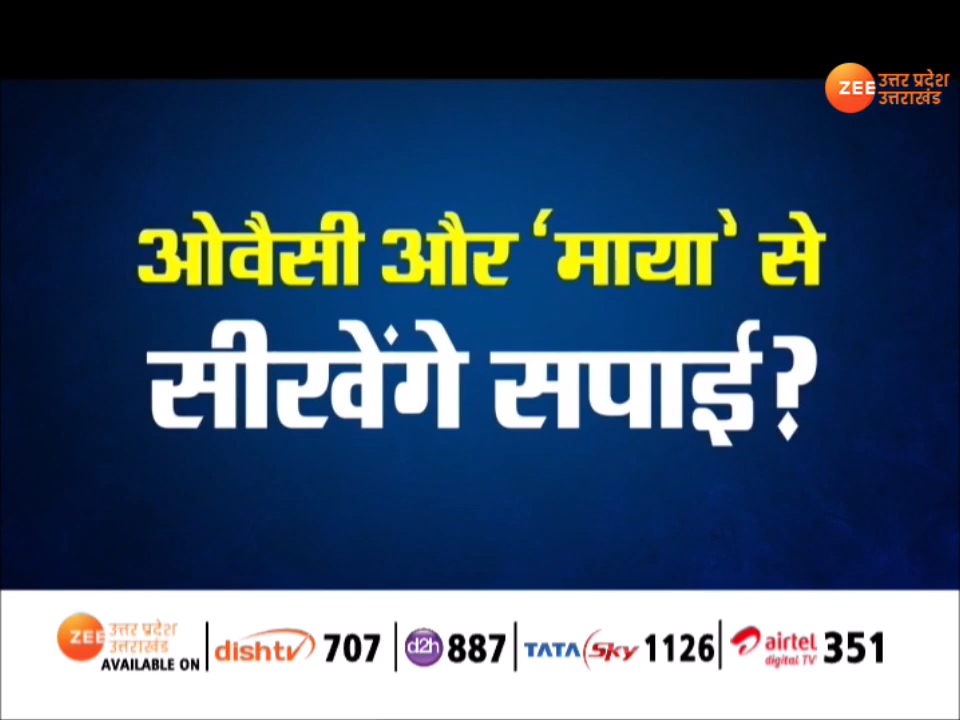 ZEE उत्तर प्रदेश
उत्तराखंड
ओवैसी और ‘माया’ से
सीखेंगे सपाई?
ZEE उत्तर प्रदेश
उत्तराखंड
AVAILABLE ON
dishtv 707
d2h 887
TATA Sky 1126
airtel
digital TV 351